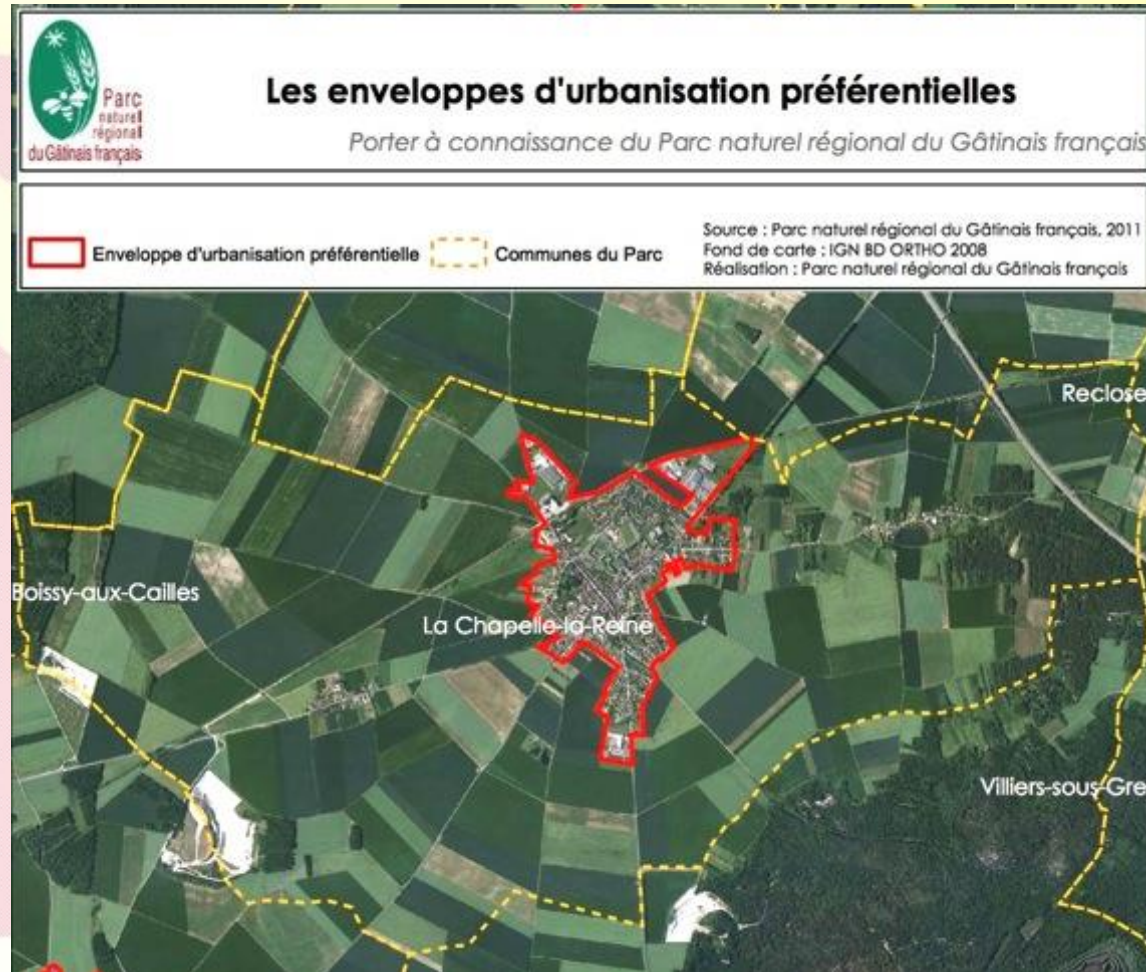 Parc
naturel
régional
du Gâtinais français
Les enveloppes d'urbanisation préférentielles
Porter à connaissance du Parc naturel régional du Gâtinais français
Enveloppe d'urbanisation préférentielle
Communes du Parc
Source : Parc naturel régional du Gâtinais français, 2011
Fond de carte : IGN BD ORTHO 2008
Réalisation : Parc naturel régional du Gâtinais français
Reclose
Boissy-aux-Cailles
La Chapelle-la-Reine
Villiers-sous-Gre